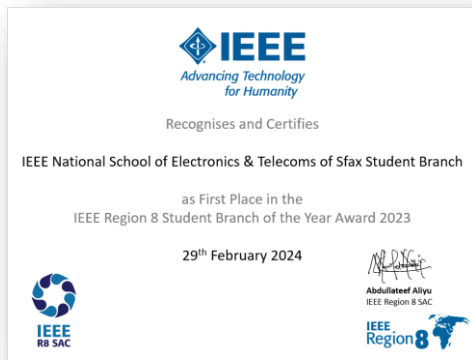 IEEE
Advancing Technology
for Humanity
Recognises and Certifies
IEEE National School of Electronics & Telecoms of Sfax Student Branch
as First Place in the
IEEE Region 8 Student Branch of the Year Award 2023
29th February 2024
Abdullateef Aliyu
IEEE Region 8 SAC
IEEE
R8 SAC
IEEE
Region 8